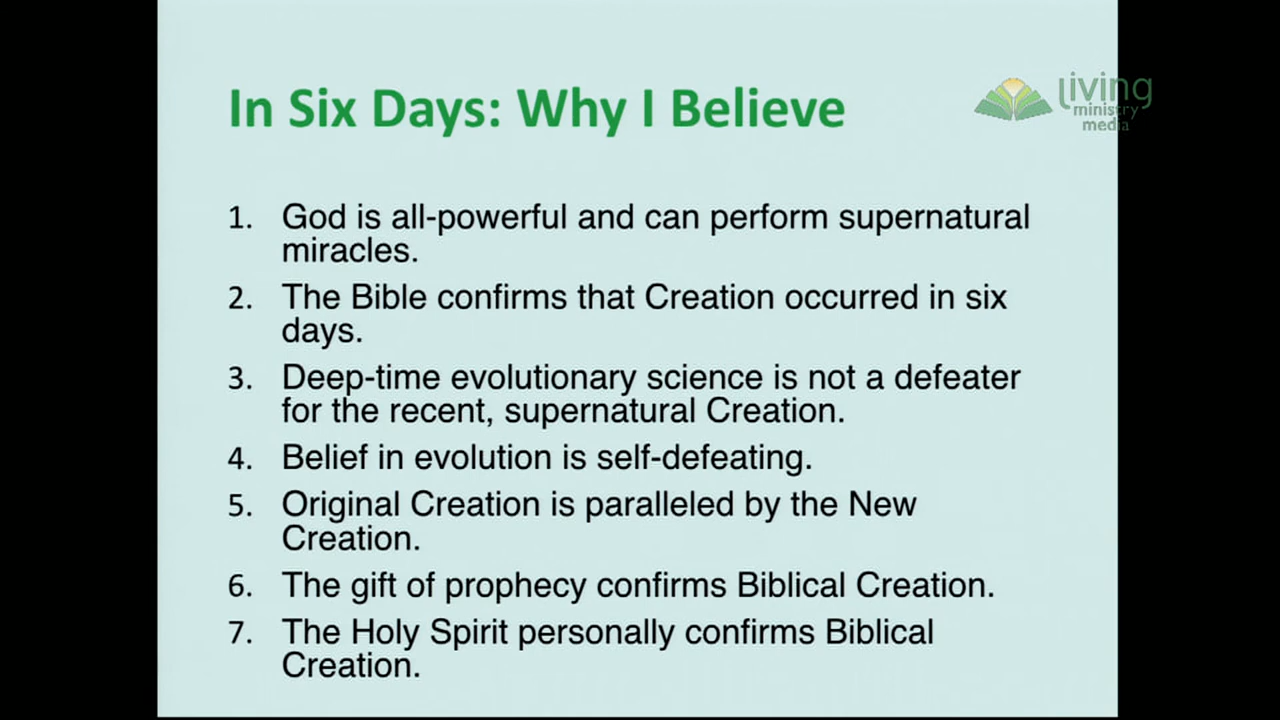 In Six Days: Why I Believe
living
ministry
media
1. God is all-powerful and can perform supernatural
miracles.
2. The Bible confirms that Creation occurred in six
days.
3. Deep-time evolutionary science is not a defeater
for the recent, supernatural Creation.
4. Belief in evolution is self-defeating.
5. Original Creation is paralleled by the New
Creation.
6. The gift of prophecy confirms Biblical Creation.
7. The Holy Spirit personally confirms Biblical
Creation.